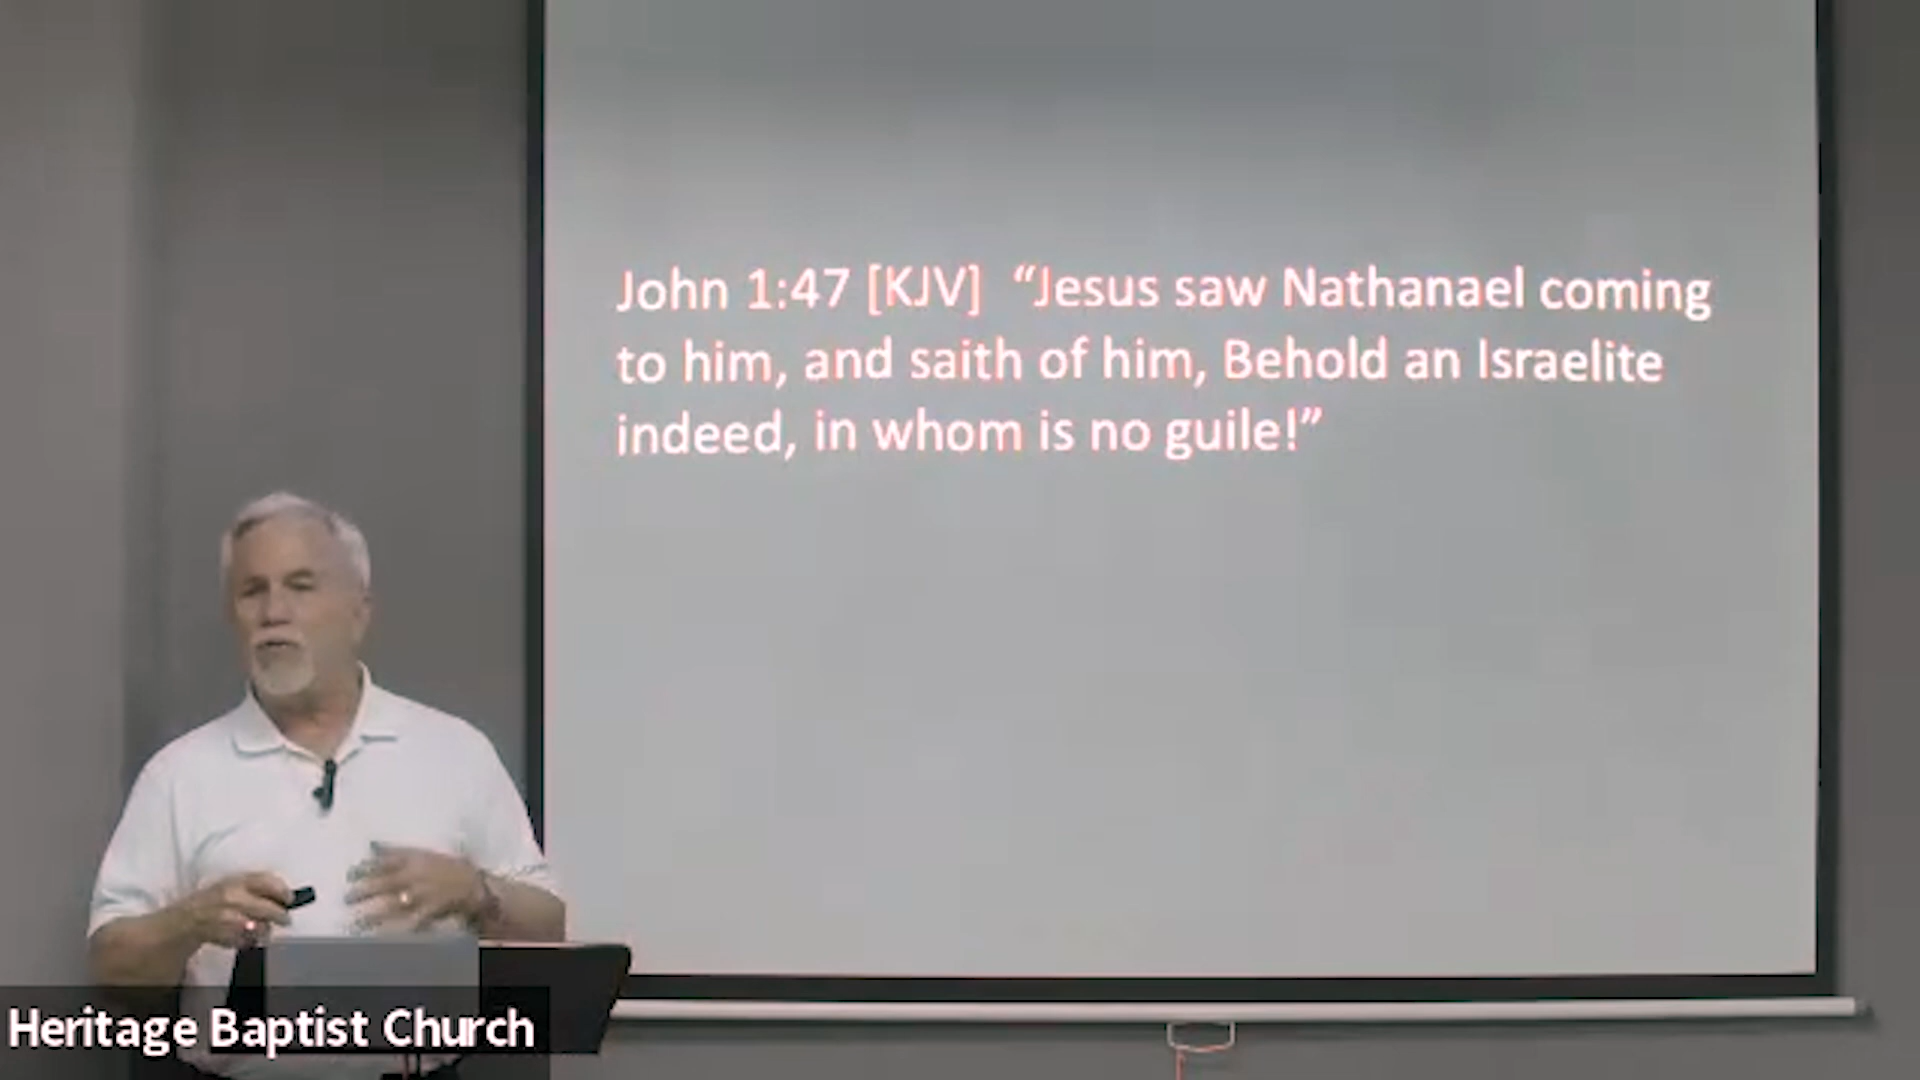 John 1:47 [KJV]  “Jesus saw Nathanael coming
to him, and saith of him, Behold an Israelite
indeed, in whom is no guile!”
Heritage Baptist Church